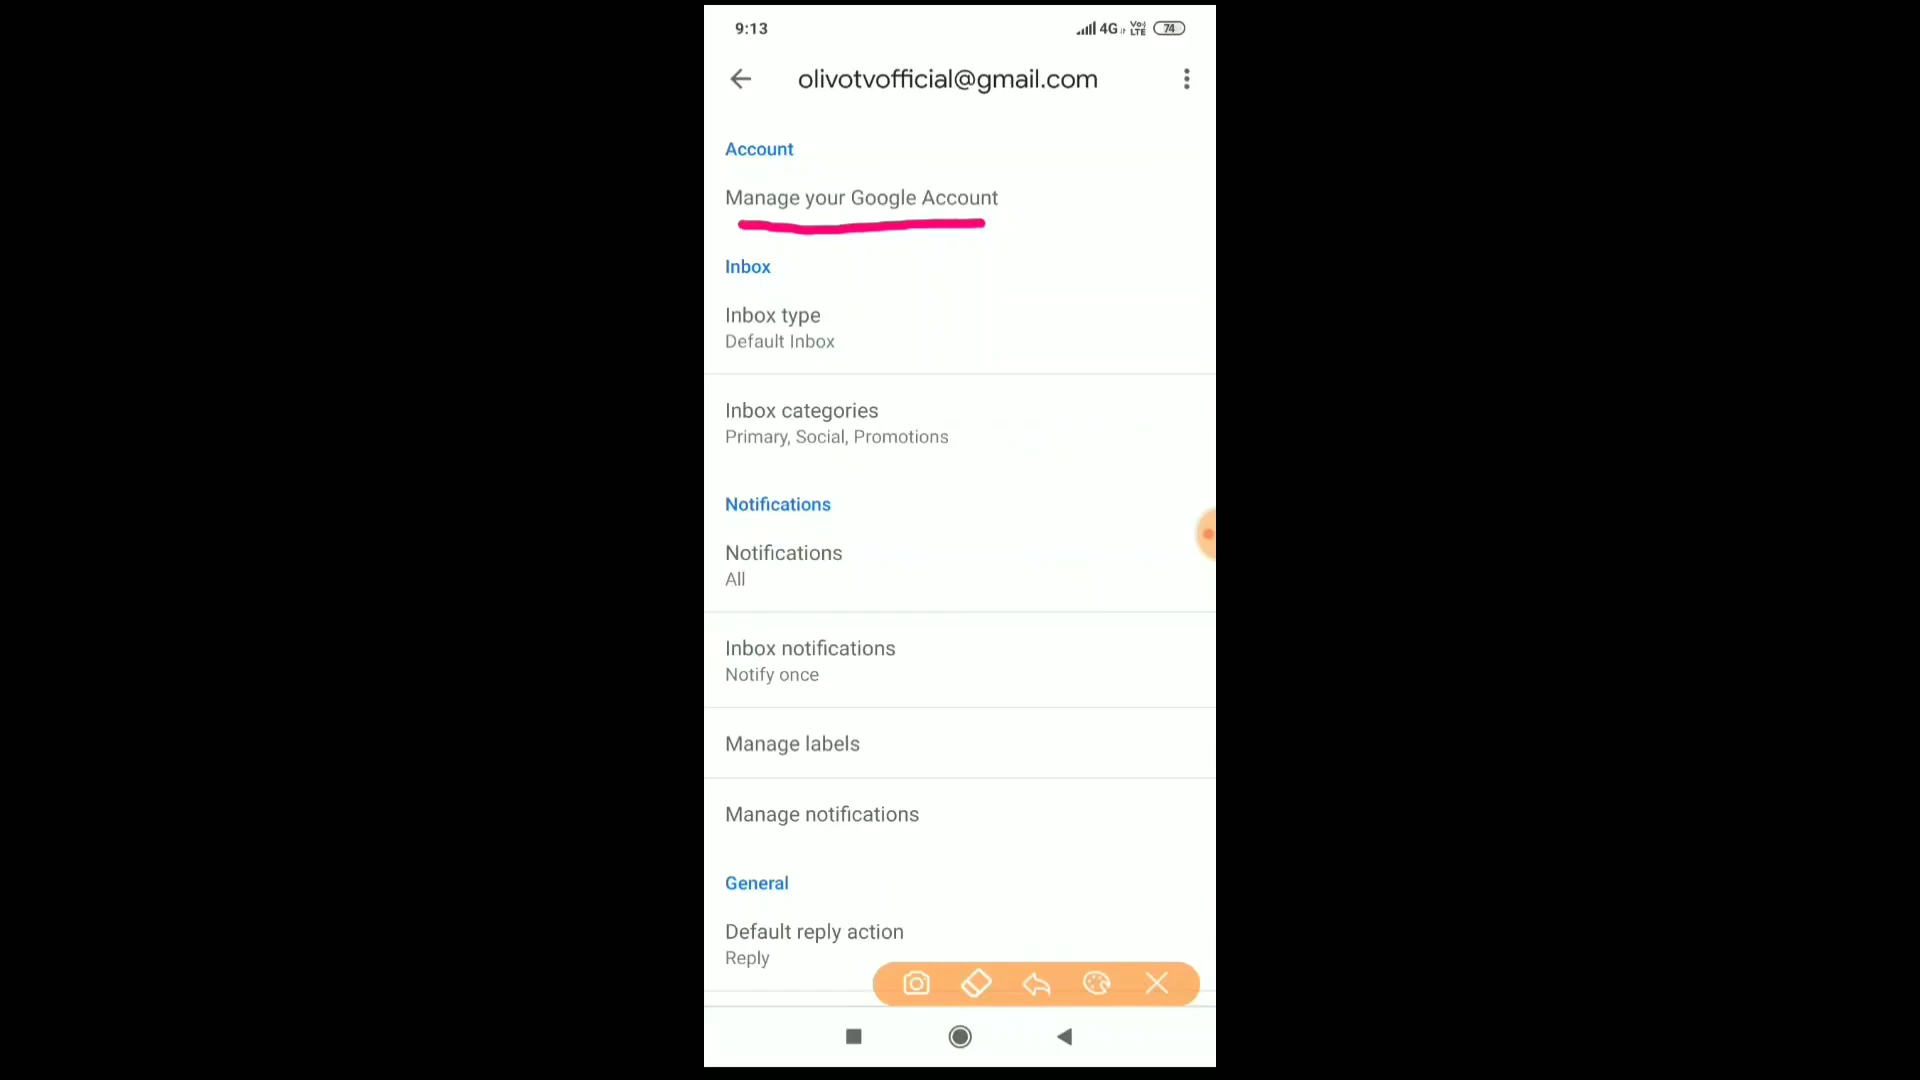 9:13
4G Vo) LTE 74
olivotvofficial@gmail.com
Account
Manage your Google Account
Inbox
Inbox type
Default Inbox
Inbox categories
Primary, Social, Promotions
Notifications
Notifications
All
Inbox notifications
Notify once
Manage labels
Manage notifications
General
Default reply action
Reply